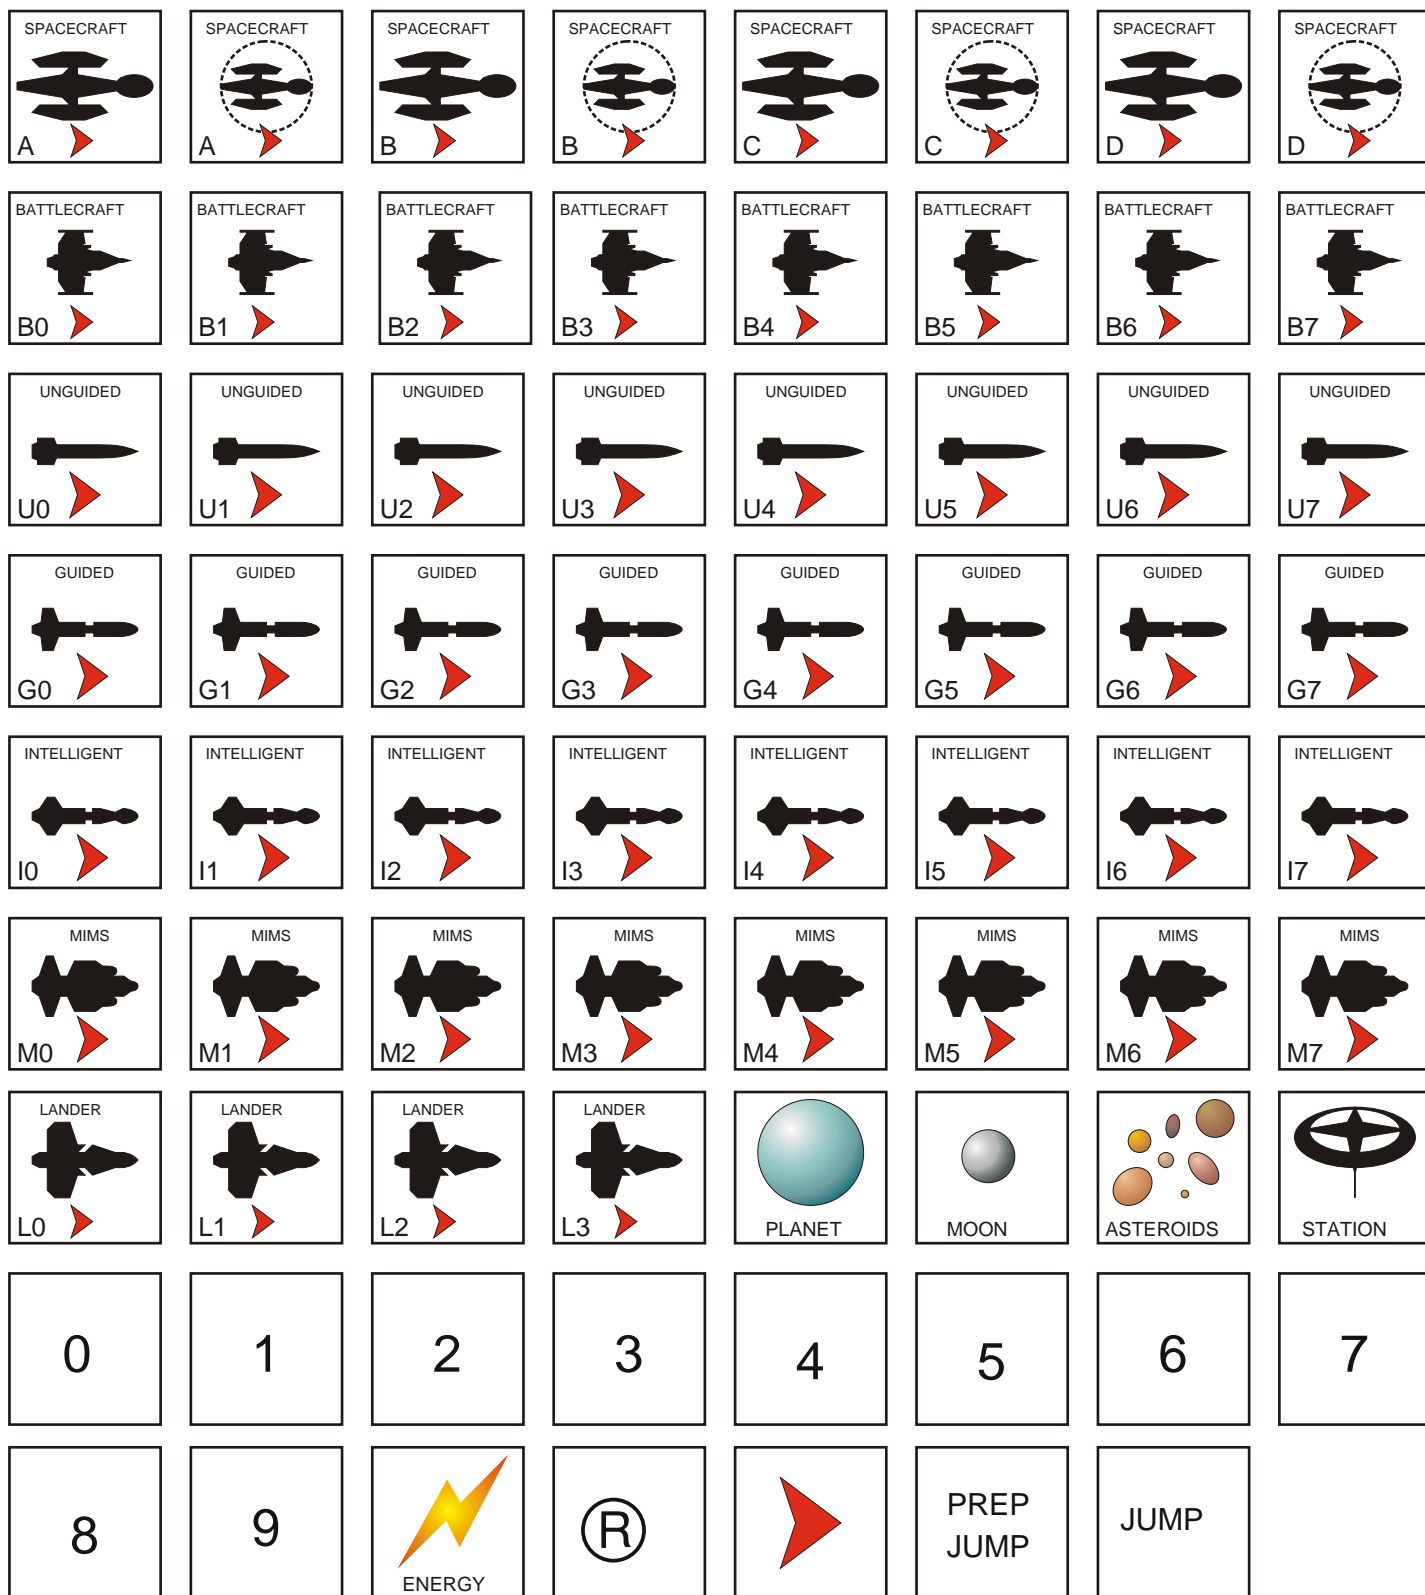 SPACECRAFT SPACECRAFT SPACECRAFT SPACECRAFT SPACECRAFT SPACECRAFT SPACECRAFT SPACECRAFT
A A B B C C D D
BATTLECRAFT BATTLECRAFT BATTLECRAFT BATTLECRAFT BATTLECRAFT BATTLECRAFT BATTLECRAFT BATTLECRAFT
B0 B1 B2 B3 B4 B5 B6 B7
UNGUIDED UNGUIDED UNGUIDED UNGUIDED UNGUIDED UNGUIDED UNGUIDED UNGUIDED
U0 U1 U2 U3 U4 U5 U6 U7
GUIDED GUIDED GUIDED GUIDED GUIDED GUIDED GUIDED GUIDED
G0 G1 G2 G3 G4 G5 G6 G7
INTELLIGENT INTELLIGENT INTELLIGENT INTELLIGENT INTELLIGENT INTELLIGENT INTELLIGENT INTELLIGENT
I0 I1 I2 I3 I4 I5 I6 I7
MIMS MIMS MIMS MIMS MIMS MIMS MIMS MIMS
M0 M1 M2 M3 M4 M5 M6 M7
LANDER LANDER LANDER LANDER
L0 L1 L2 L3 PLANET MOON ASTEROIDS STATION
0 1 2 3 4 5 6 7
8 9 ENERGY Ⓡ PREP
JUMP JUMP